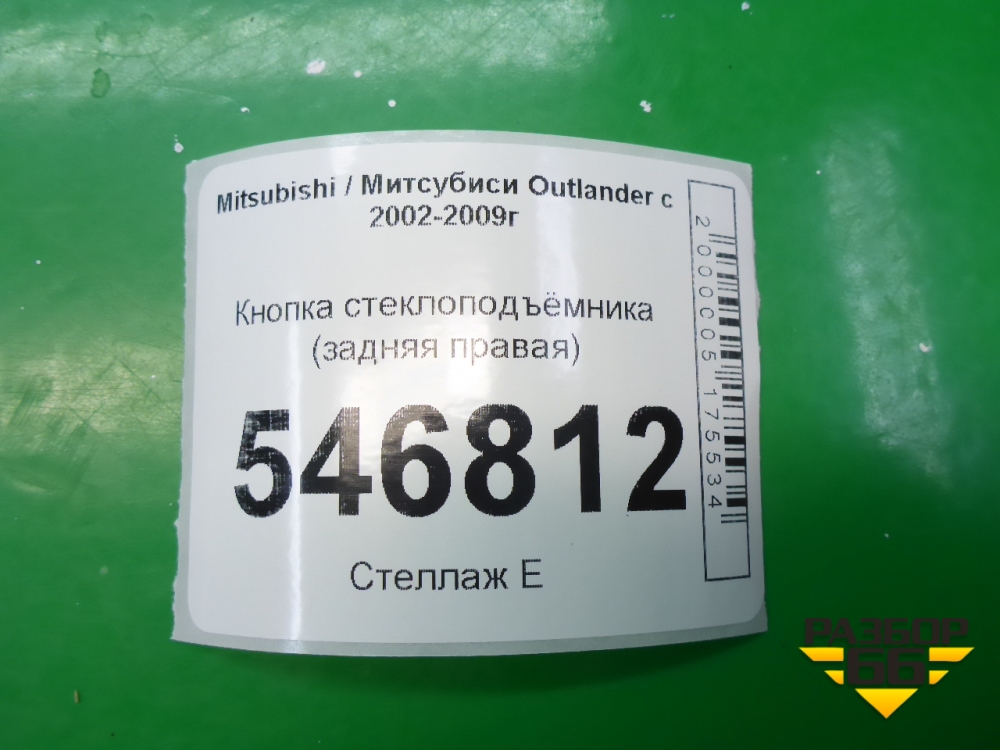 Mitsubishi / Митсубиси Outlander с
2002-2009г
Кнопка стеклоподъёмника
(задняя правая)
546812
Стеллаж Е
2000005175534
РАЗБОР
66